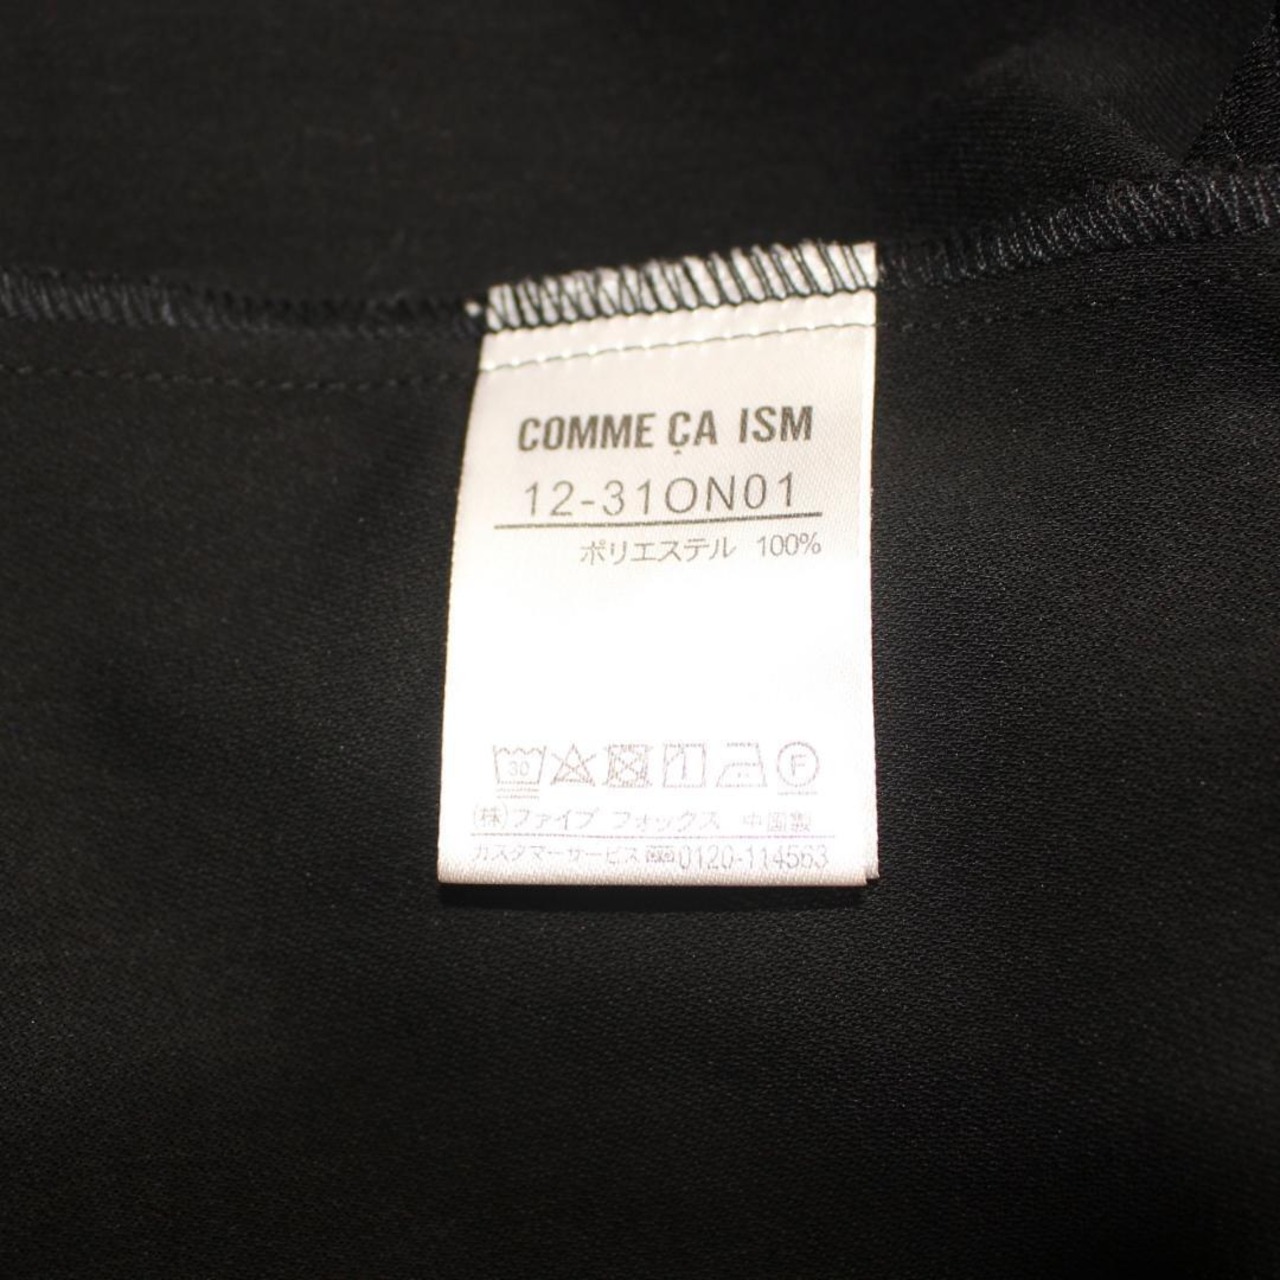 COMME ÇA ISM
12-31ON01
ポリエステル 100%
30 F
(株)ファイブ フォックス 中国製
カスタマーサービス 0120-114563